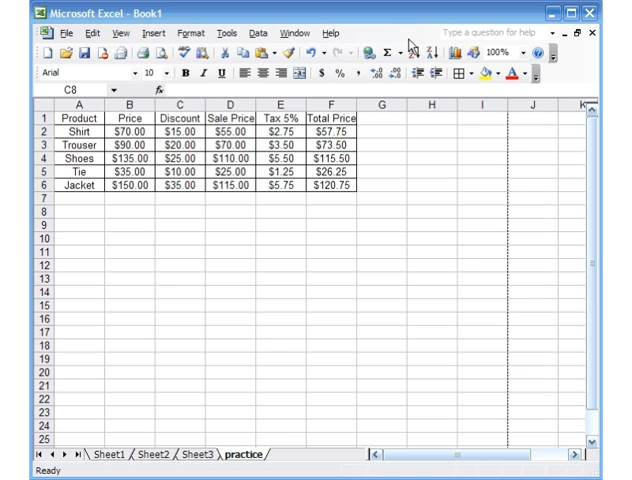 Microsoft Excel - Book1
File Edit View Insert Format Tools Data Window Help Type a question for help
Σ 100%
Arial 10 B I U $ % ,
C8 fx
A B C D E F G H I J K
1 Product Price Discount Sale Price Tax 5% Total Price
2 Shirt $70.00 $15.00 $55.00 $2.75 $57.75
3 Trouser $90.00 $20.00 $70.00 $3.50 $73.50
4 Shoes $135.00 $25.00 $110.00 $5.50 $115.50
5 Tie $35.00 $10.00 $25.00 $1.25 $26.25
6 Jacket $150.00 $35.00 $115.00 $5.75 $120.75
7
8
9
10
11
12
13
14
15
16
17
18
19
20
21
22
23
24
25
Sheet1 / Sheet2 / Sheet3 \ practice /
Ready